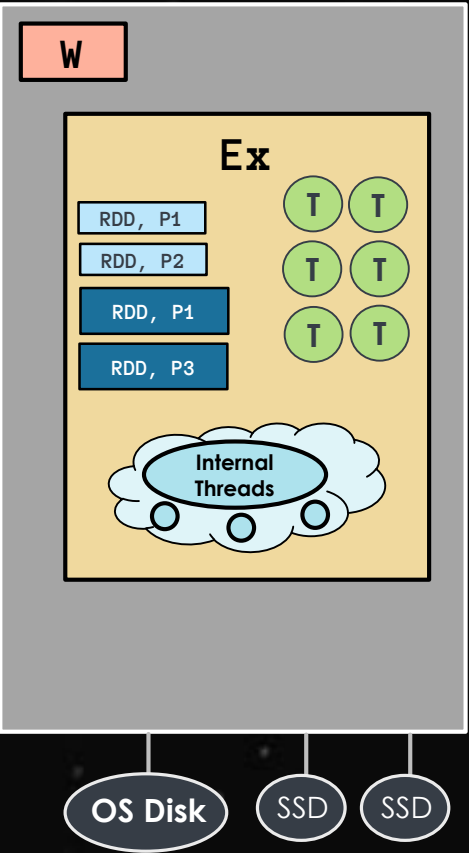 W
Ex
RDD, P1
RDD, P2
RDD, P1
RDD, P3
T T
T T
T T
Internal
Threads
OS Disk
SSD
SSD